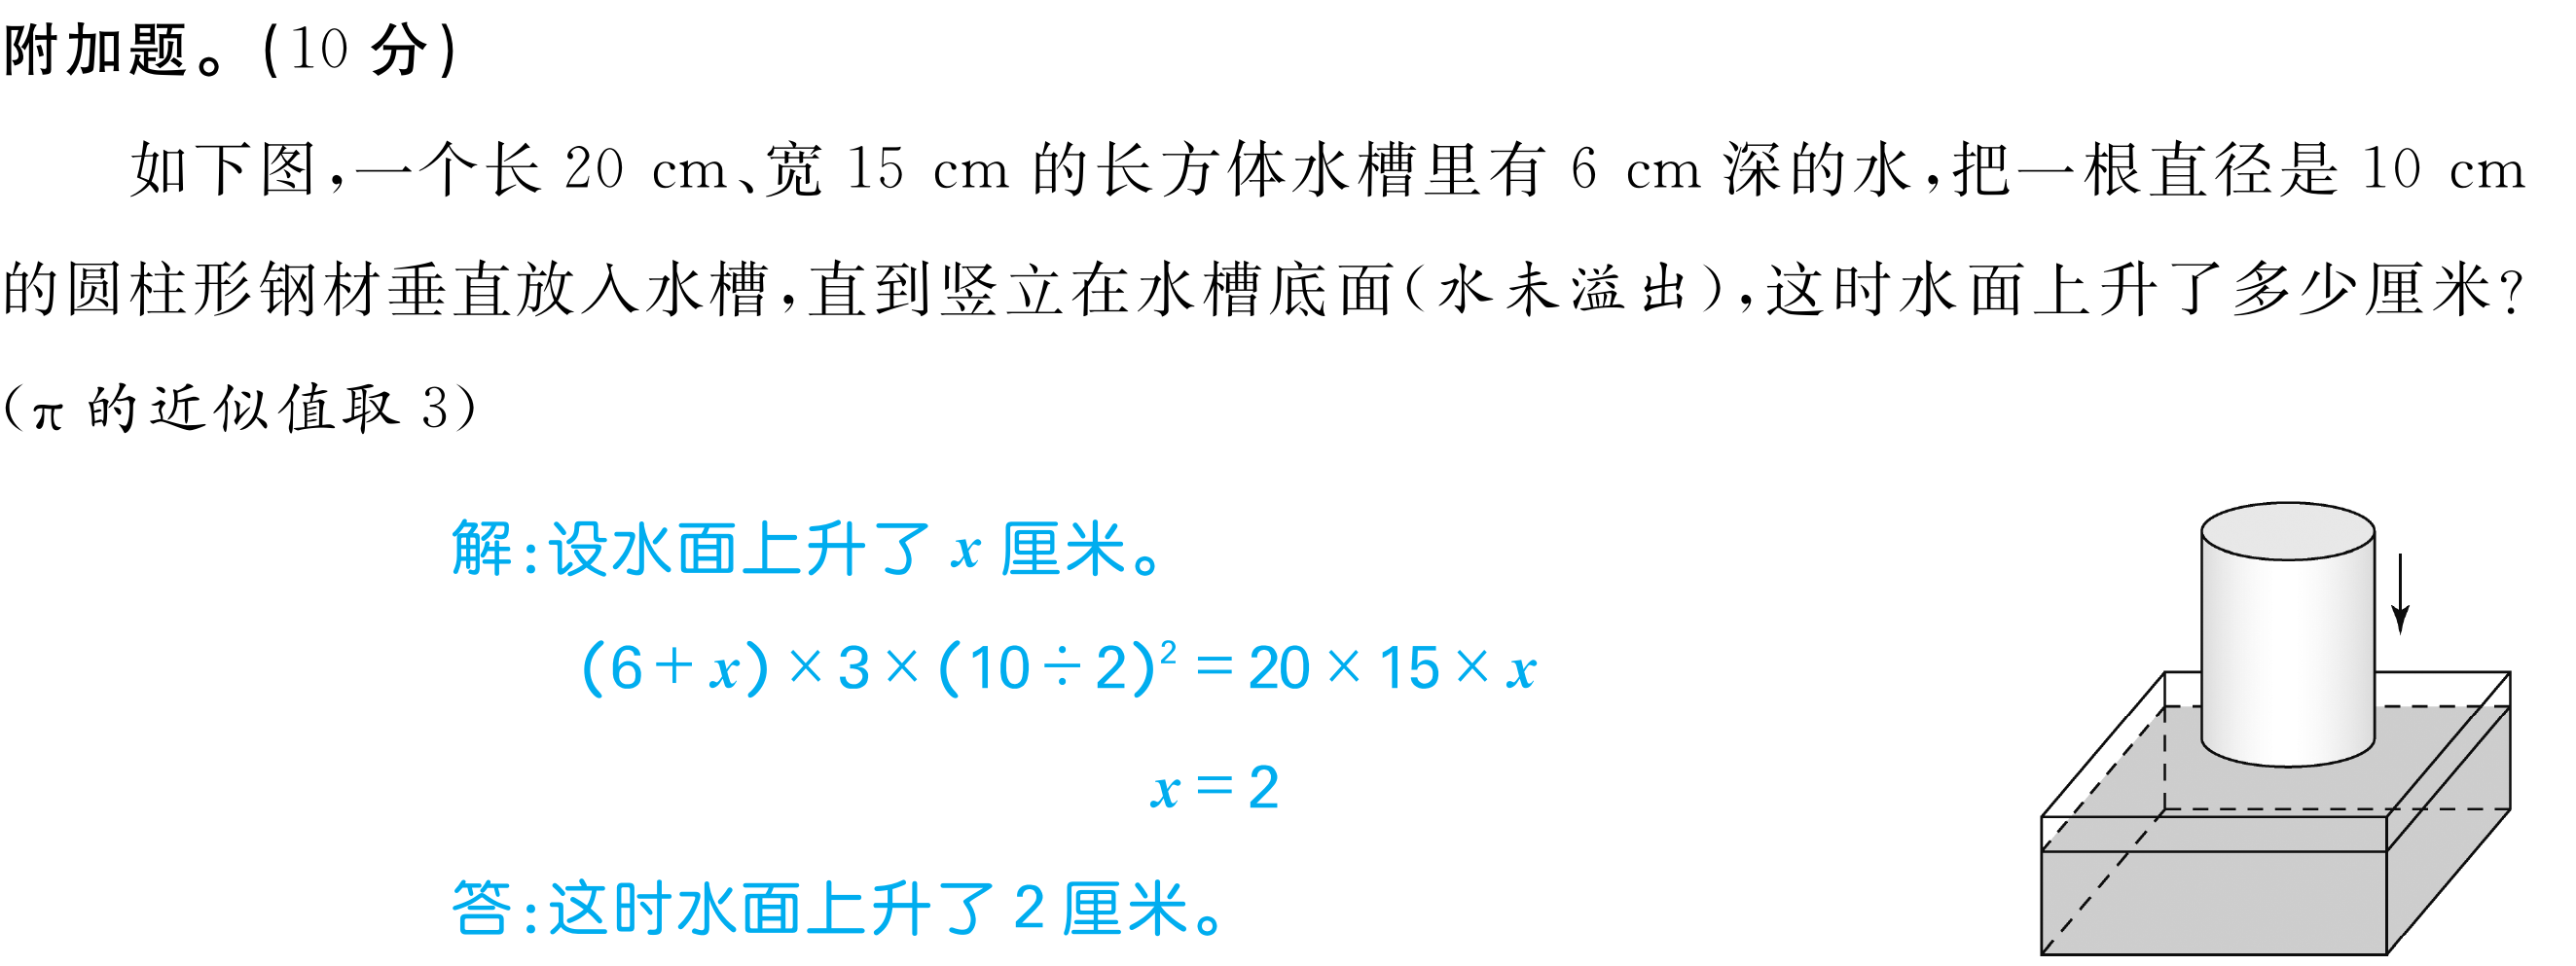 附加题。(10 分)
如下图,一个长 20 cm、宽 15 cm 的长方体水槽里有 6 cm 深的水,把一根直径是 10 cm
的圆柱形钢材垂直放入水槽,直到竖立在水槽底面(水未溢出),这时水面上升了多少厘米?
(π 的近似值取 3)
解:设水面上升了 x 厘米。
(6+x)×3×(10÷2)²=20×15×x
x=2
答:这时水面上升了 2 厘米。